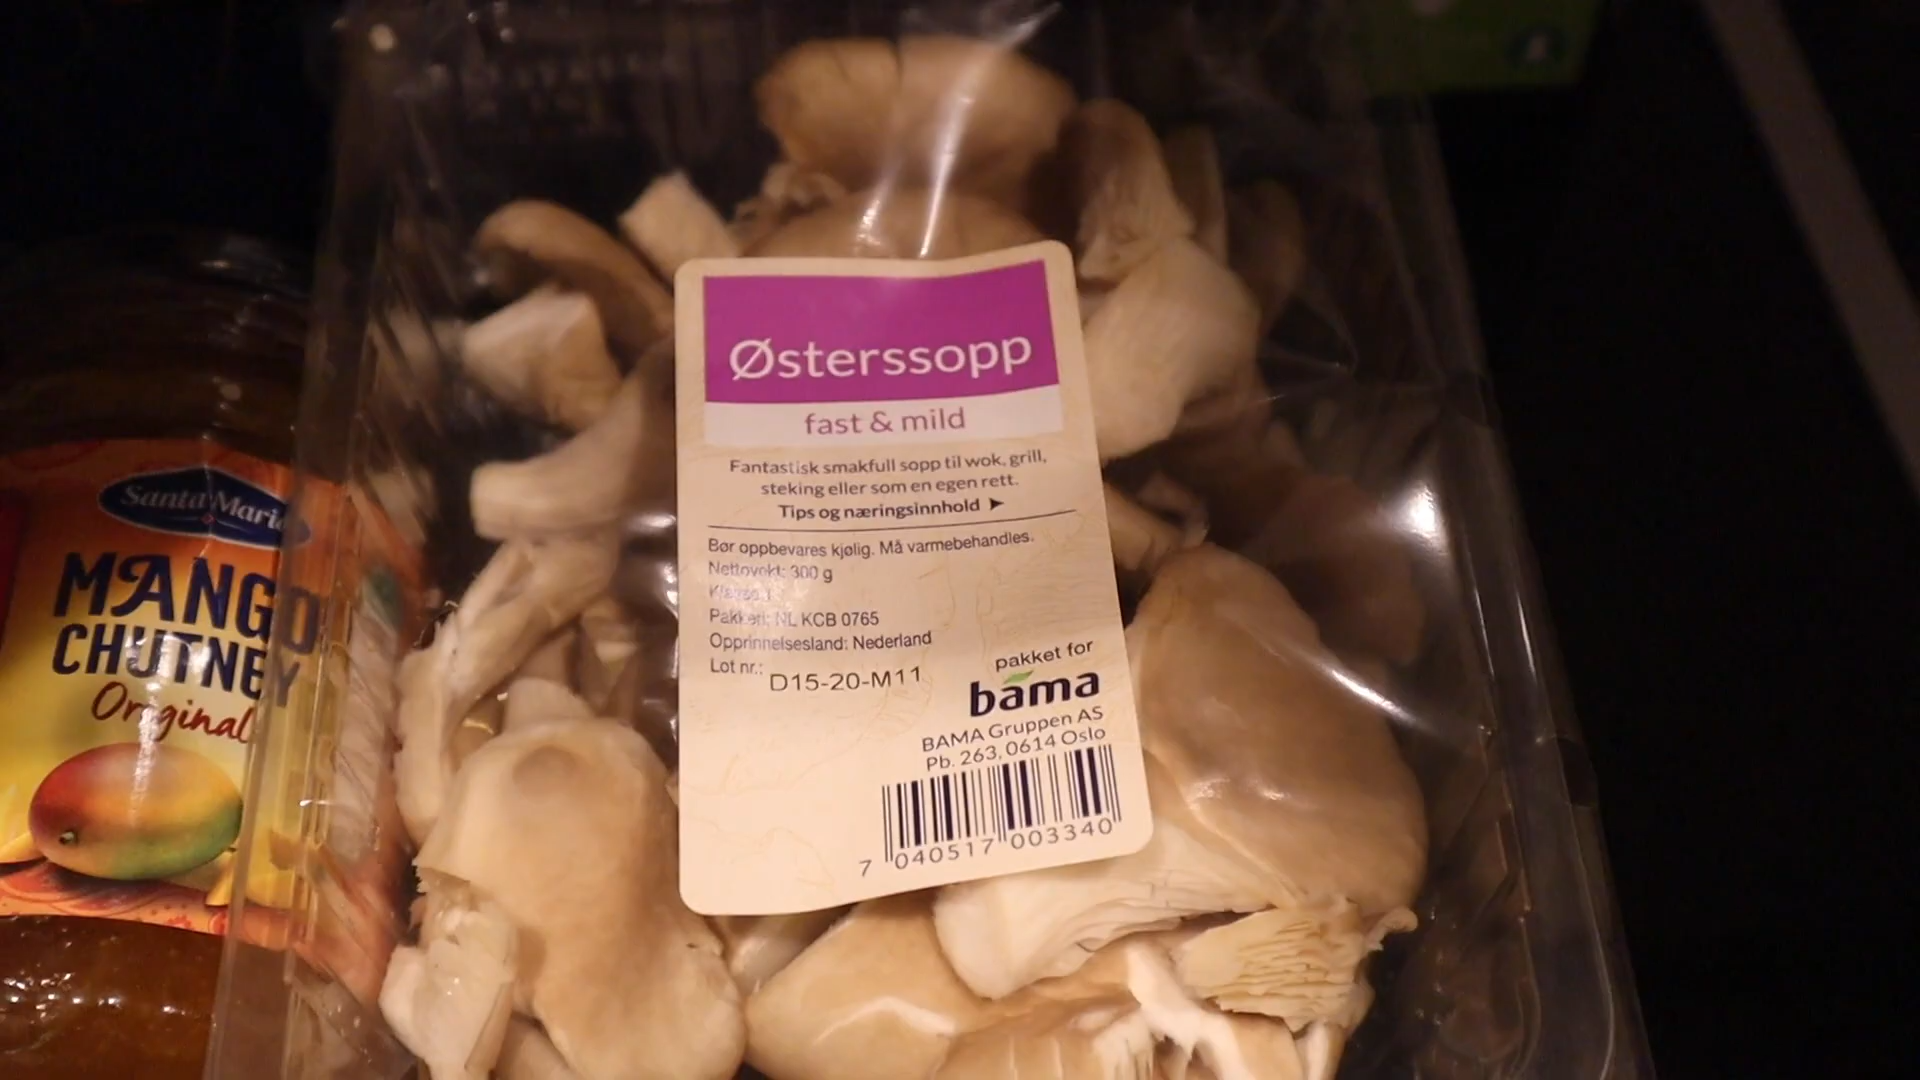 Østerssopp
fast & mild
Fantastisk smakfull sopp til wok, grill,
steking eller som en egen rett.
Tips og næringsinnhold ➤
Bør oppbevares kjølig. Må varmebehandles.
Nettovekt: 300 g
Klasse 1
Pakkeri: NL KCB 0765
Opprinnelsesland: Nederland
Lot nr.: D15-20-M11
pakket for
bama
BAMA Gruppen AS
Pb. 263, 0614 Oslo
7 040517 003340
Santa Maria
MANGO
CHUTNEY
Original